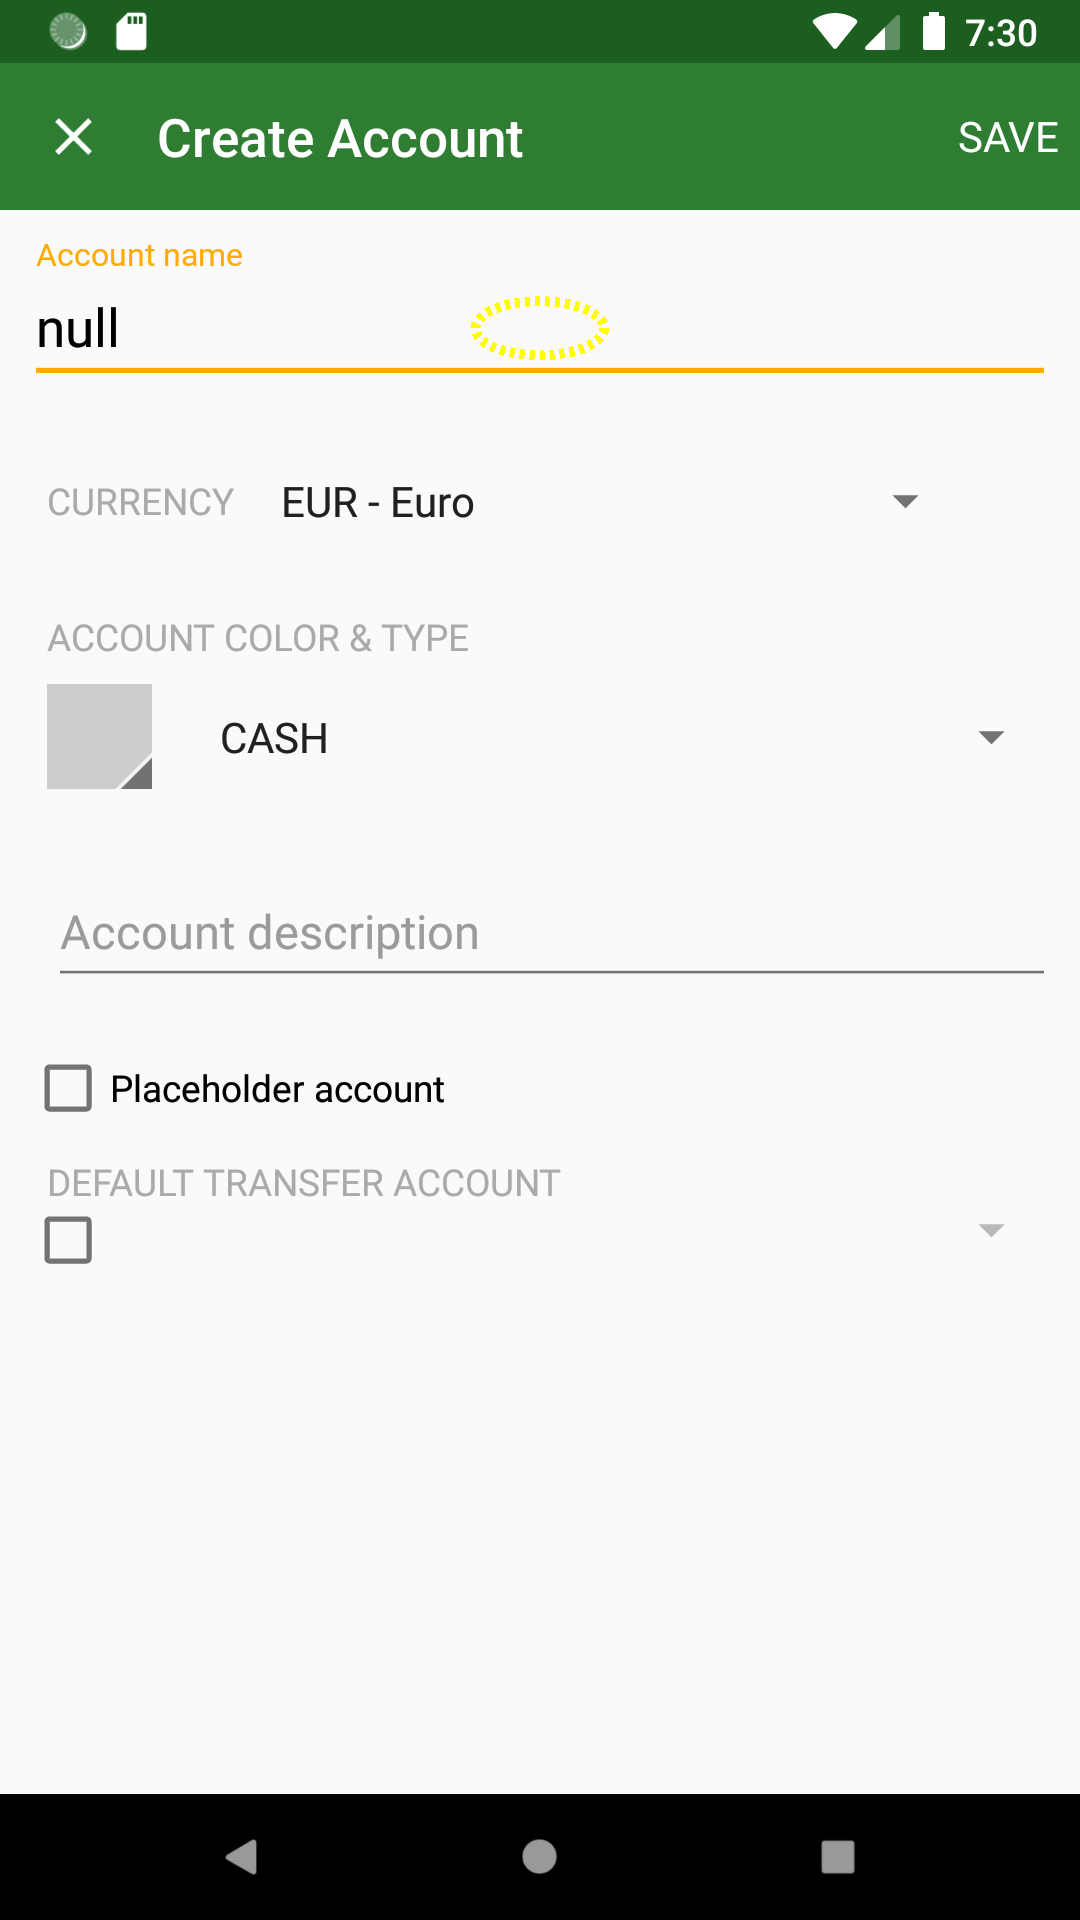 7:30
Create Account
SAVE
Account name
null
CURRENCY
EUR - Euro
ACCOUNT COLOR & TYPE
CASH
Account description
Placeholder account
DEFAULT TRANSFER ACCOUNT